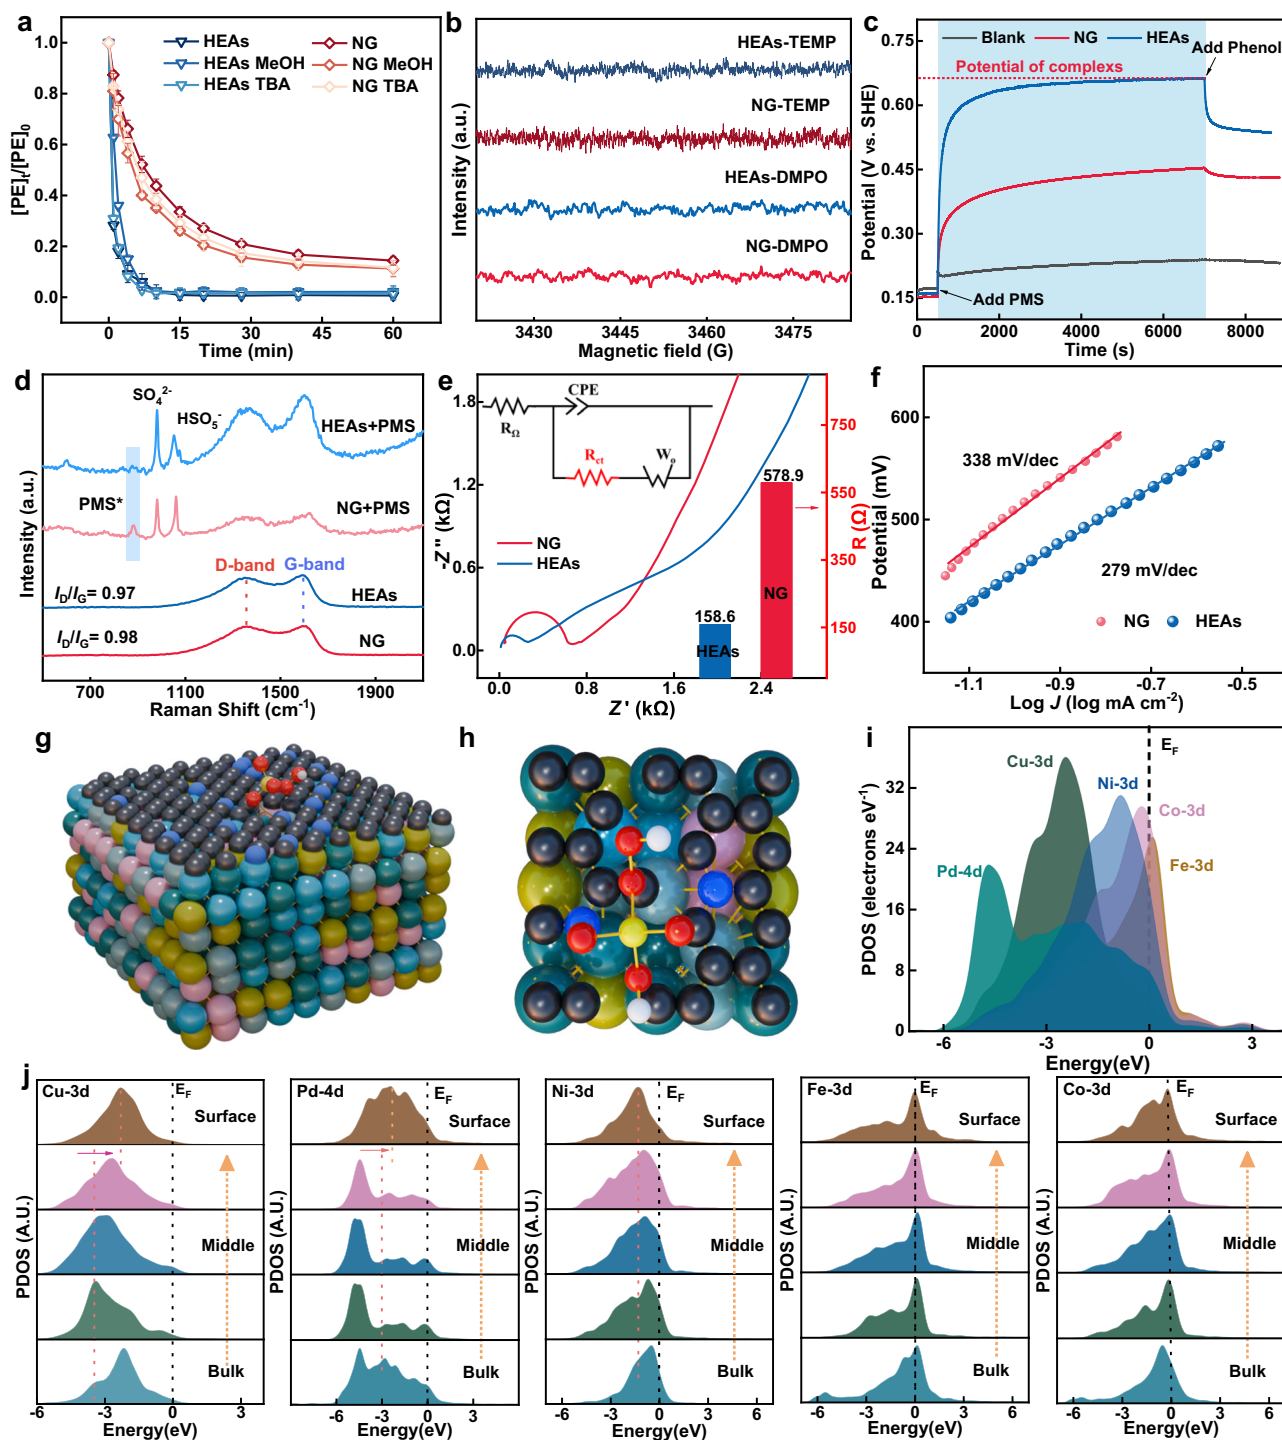 a
1.0
0.8
0.6
0.4
0.2
0.0
[PE]t/[PE]0
HEAs
HEAs MeOH
HEAs TBA
NG
NG MeOH
NG TBA
0 15 30 45 60
Time (min)
b
Intensity (a.u.)
HEAs-TEMP
NG-TEMP
HEAs-DMPO
NG-DMPO
3430 3445 3460 3475
Magnetic field (G)
c
0.75
0.60
0.45
0.30
0.15
Potential (V vs. SHE)
Blank NG HEAs
Add Phenol
Potential of complexs
Add PMS
0 2000 4000 6000 8000
Time (s)
d
Intensity (a.u.)
SO₄²⁻
HSO₅⁻
HEAs+PMS
PMS*
NG+PMS
D-band G-band
ID/IG= 0.97
HEAs
ID/IG= 0.98
NG
700 1100 1500 1900
Raman Shift (cm⁻¹)
e
1.8
1.2
0.6
0.0
-Z'' (kΩ)
CPE
RΩ
Rct
Wo
NG
HEAs
578.9
158.6
NG
HEAs
750
600
450
300
150
R (Ω)
0.0 0.8 1.6 2.4
Z' (kΩ)
f
600
500
400
Potential (mV)
338 mV/dec
279 mV/dec
NG HEAs
-1.1 -0.9 -0.7 -0.5
Log J (log mA cm⁻²)
g
h
i
36
27
18
9
0
PDOS (electrons eV⁻¹)
EF
Cu-3d
Ni-3d
Co-3d
Pd-4d
Fe-3d
-6 -3 0 3
Energy(eV)
j
PDOS (A.U.)
Cu-3d
EF
Surface
Middle
Bulk
-6 -3 0 3
Energy(eV)
PDOS (A.U.)
Pd-4d
EF
Surface
Middle
Bulk
-6 -3 0 3 6
Energy(eV)
PDOS (A.U.)
Ni-3d
EF
Surface
Middle
Bulk
-6 -3 0 3 6
Energy(eV)
PDOS (A.U.)
Fe-3d
EF
Surface
Middle
Bulk
-6 -3 0 3 6
Energy(eV)
PDOS (A.U.)
Co-3d
EF
Surface
Middle
Bulk
-6 -3 0 3 6
Energy(eV)